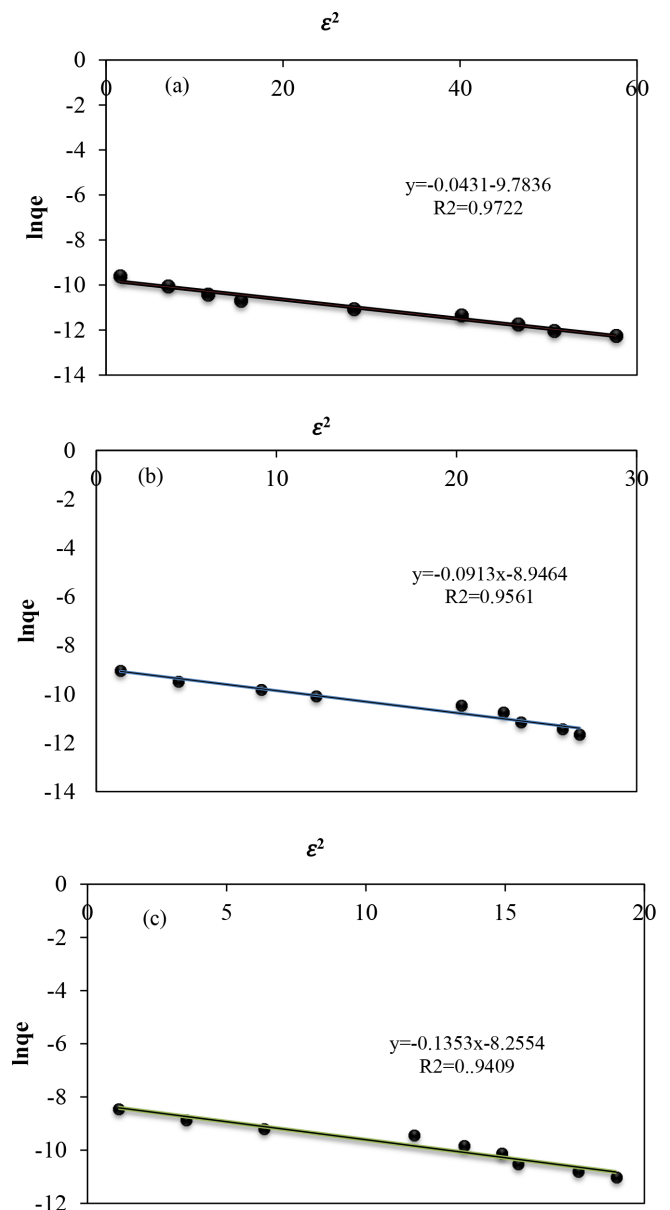 ε²
0
0 (a) 20 40 60
-2
-4
y=-0.0431-9.7836
-6
R2=0.9722
lnqe
-8
-10
-12
-14
ε²
0
0 (b) 10 20 30
-2
-4
y=-0.0913x-8.9464
-6
R2=0.9561
lnqe
-8
-10
-12
-14
ε²
0
0 (c) 5 10 15 20
-2
-4
y=-0.1353x-8.2554
-6
R2=0..9409
lnqe
-8
-10
-12